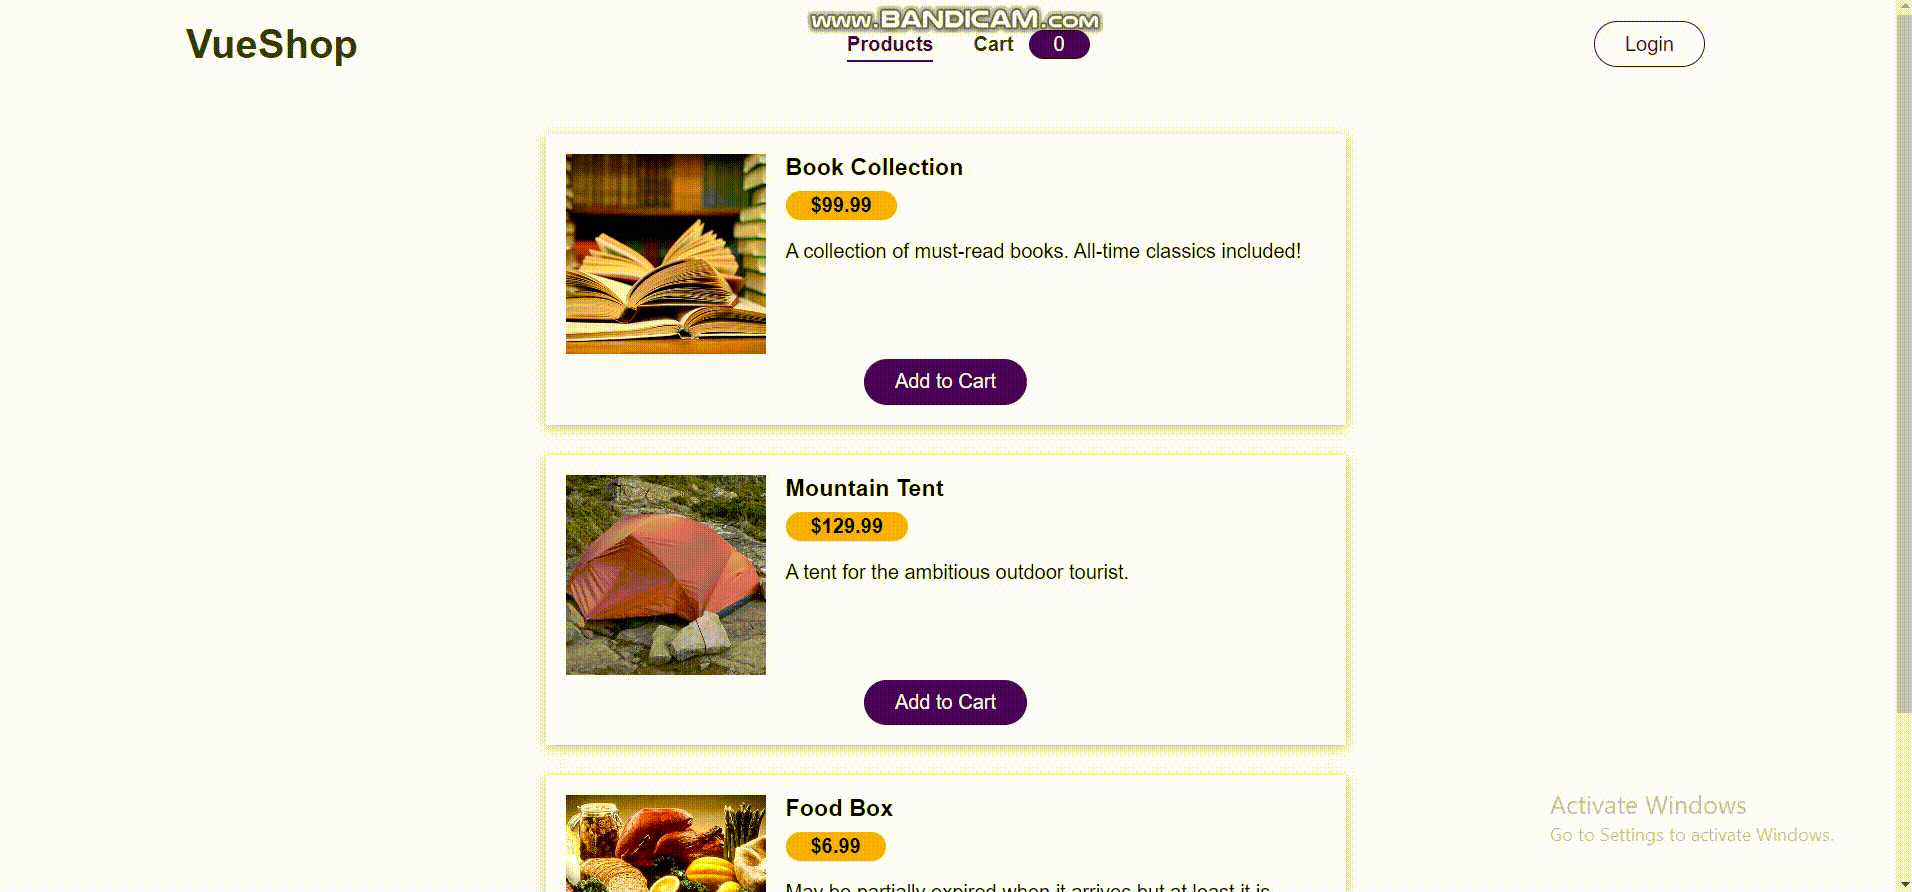 www.BANDICAM.com
VueShop
Products
Cart 0
Login
Book Collection
$99.99
A collection of must-read books. All-time classics included!
Add to Cart
Mountain Tent
$129.99
A tent for the ambitious outdoor tourist.
Add to Cart
Food Box
$6.99
May be partially expired when it arrives but at least it is
Activate Windows
Go to Settings to activate Windows.